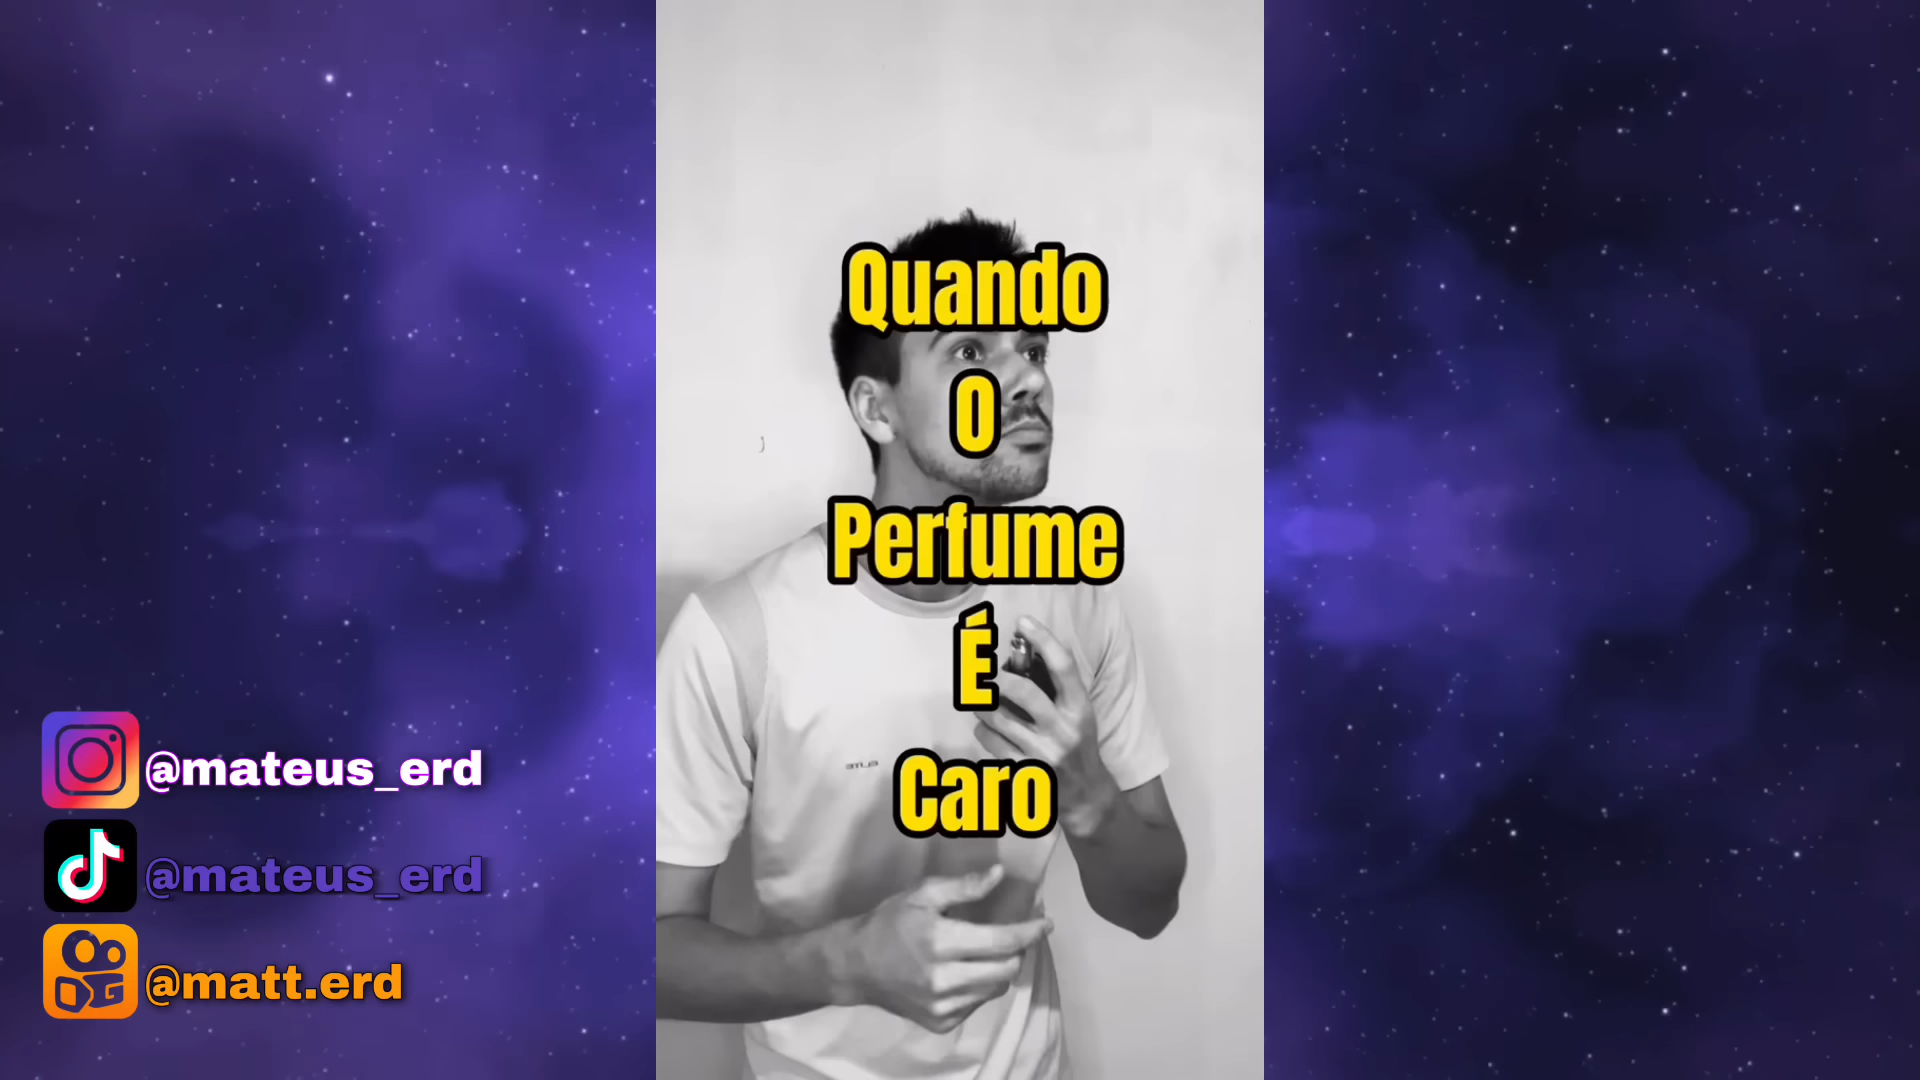 Quando
O
Perfume
É
Caro
@mateus_erd
@mateus_erd
@matt.erd